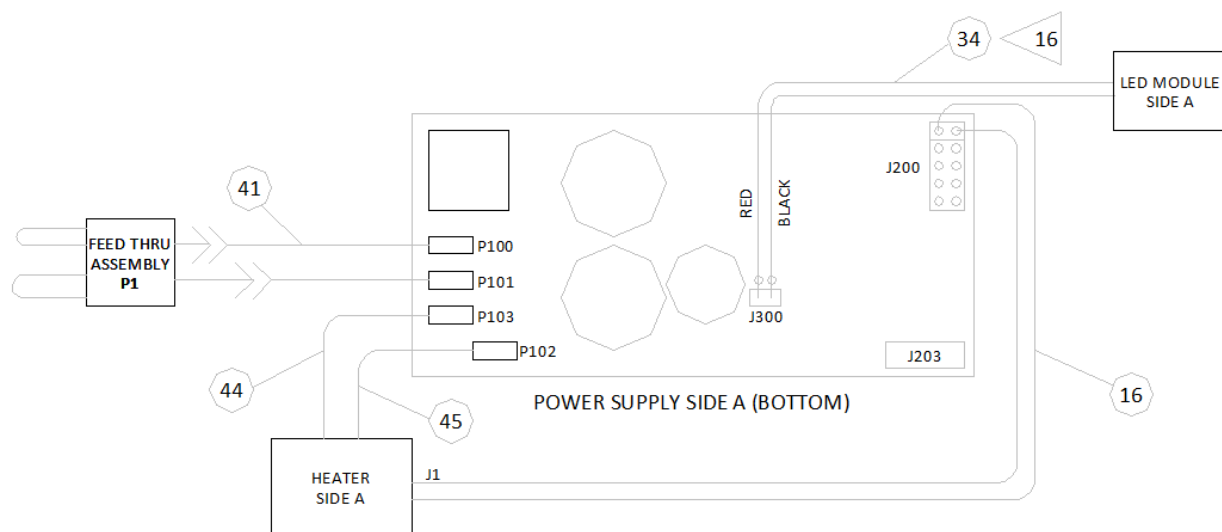 34
16
LED MODULE
SIDE A
J200
41
RED
BLACK
FEED THRU
ASSEMBLY
P1
P100
P101
P103
P102
J300
J203
44
45
16
POWER SUPPLY SIDE A (BOTTOM)
HEATER
SIDE A
J1